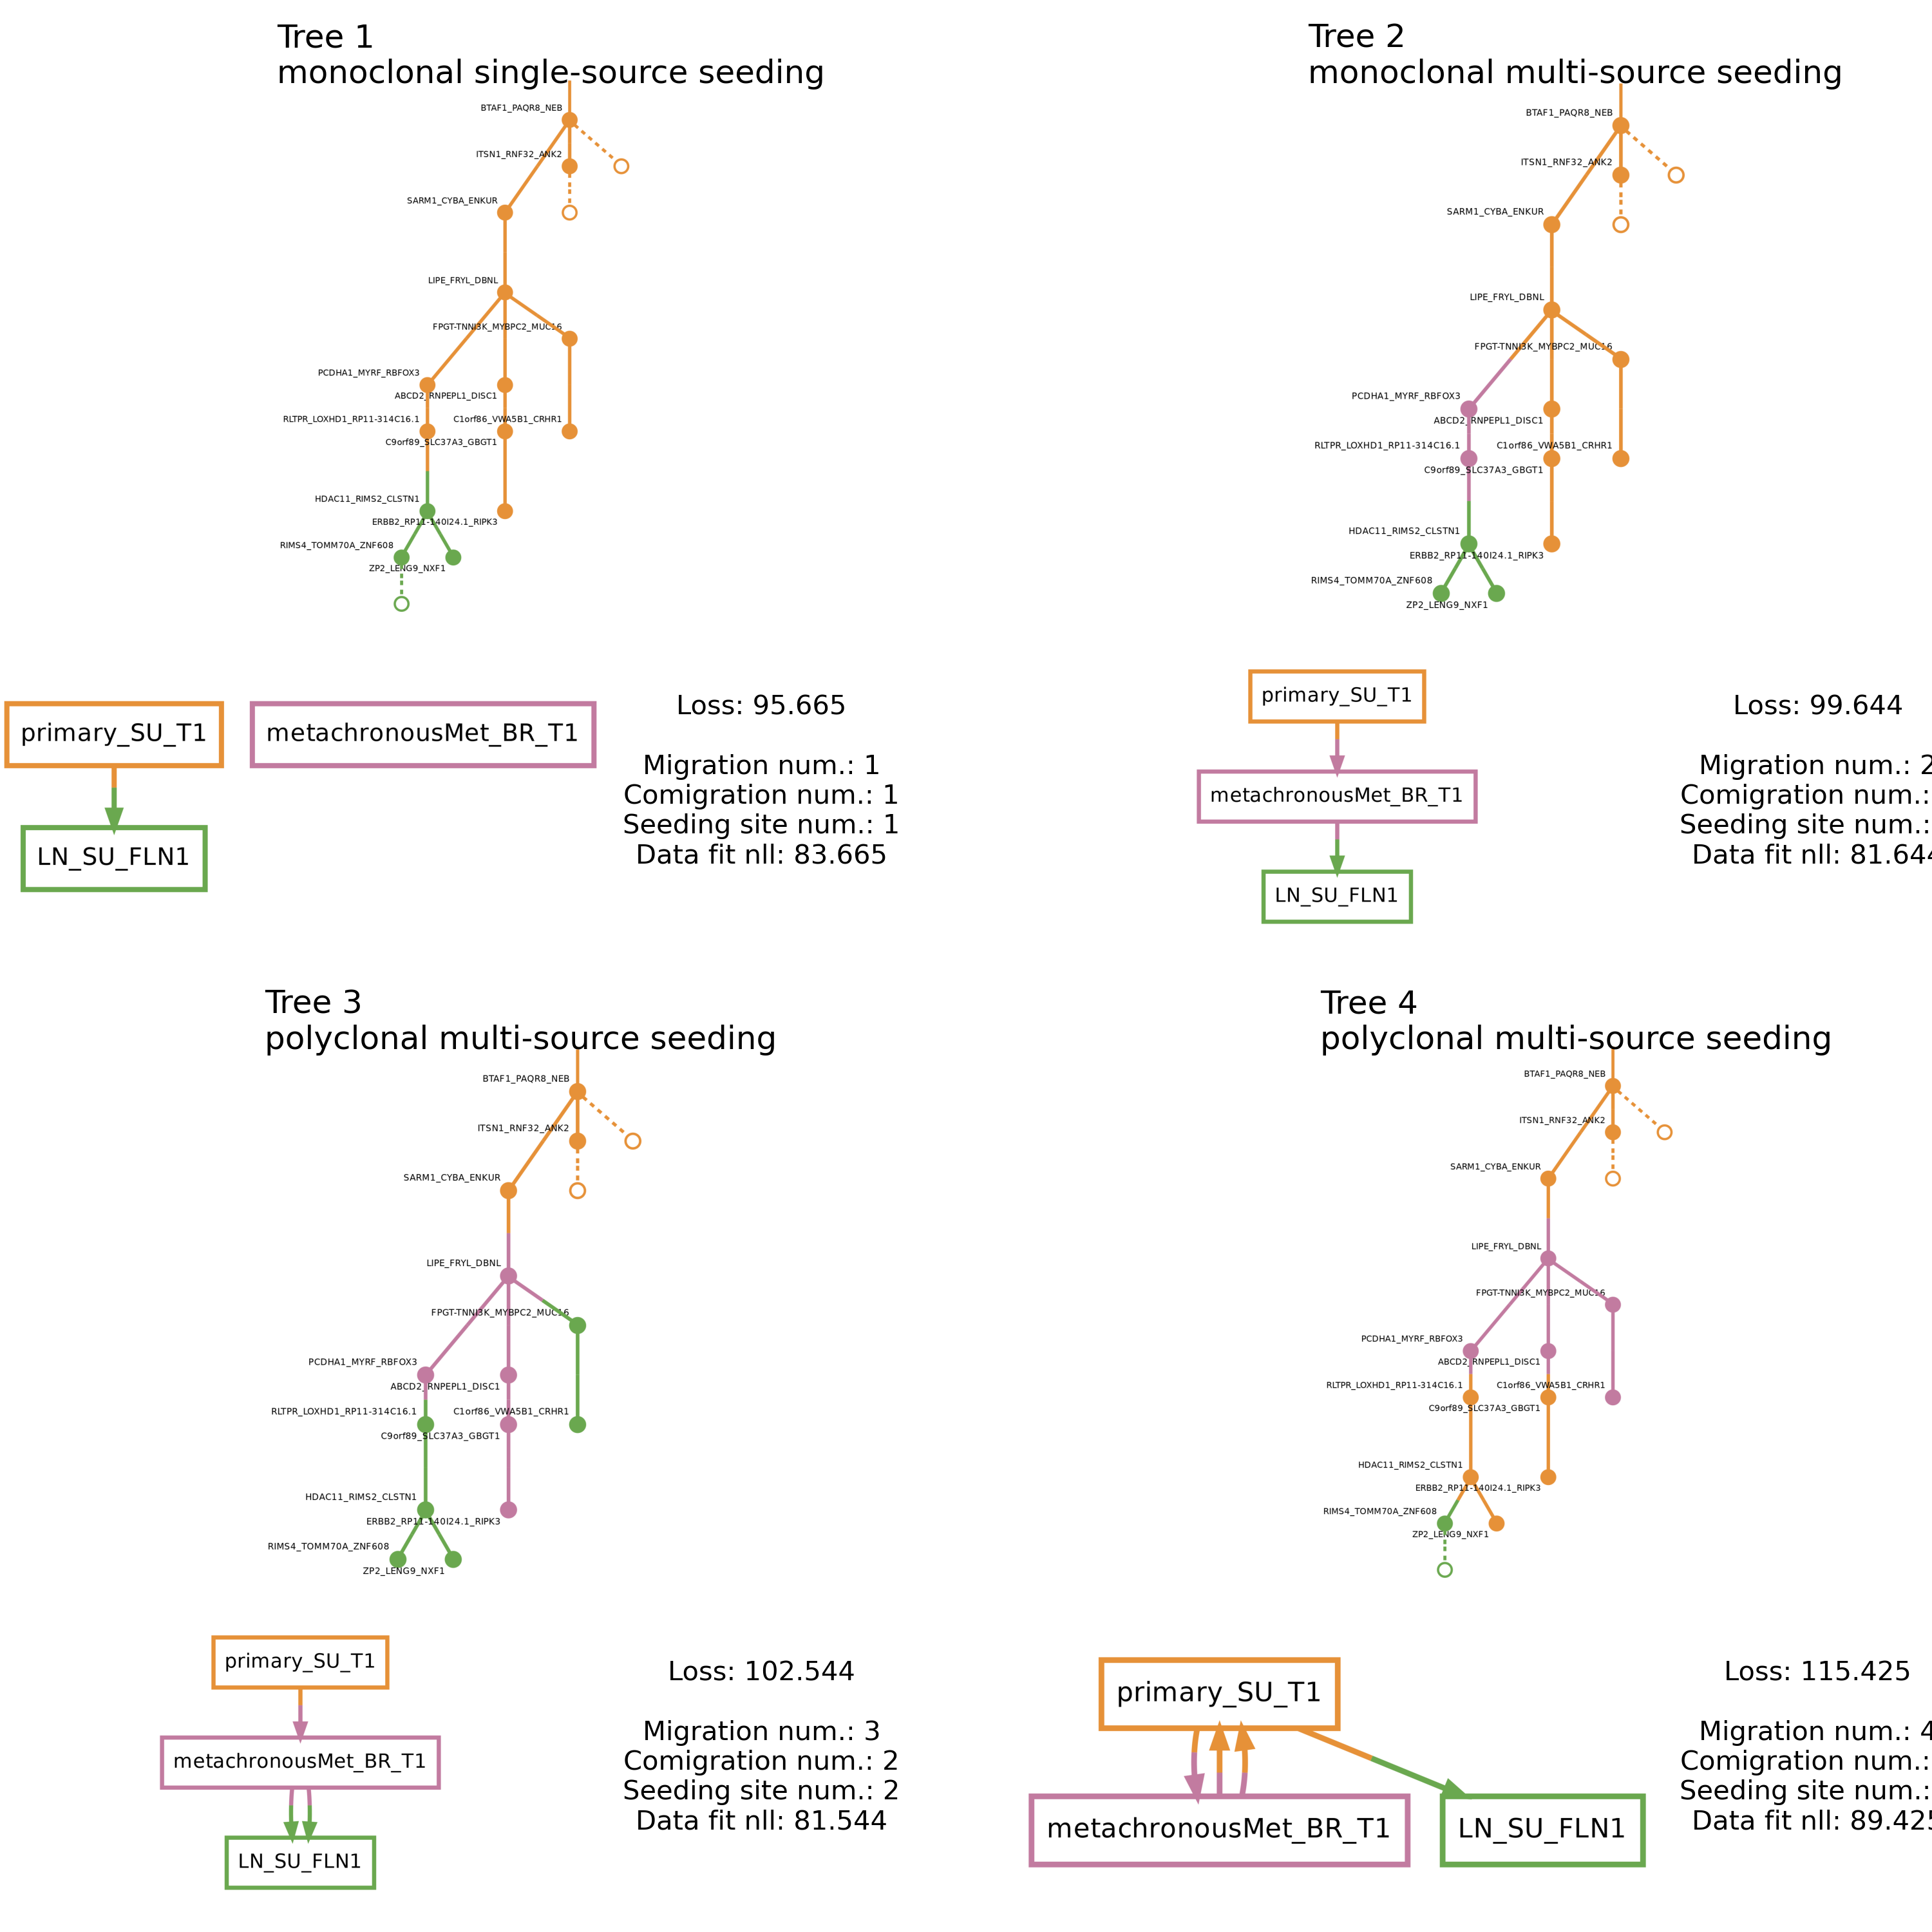 Tree 1
monoclonal single-source seeding
BTAF1_PAQR8_NEB
ITSN1_RNF32_ANK2
SARM1_CYBA_ENKUR
LIPE_FRYL_DBNL
FPGT-TNNI3K_MYBPC2_MUC16
PCDHA1_MYRF_RBFOX3
ABCD2_RNPEPL1_DISC1
RLTPR_LOXHD1_RP11-314C16.1
C1orf86_VWA5B1_CRHR1
C9orf89_SLC37A3_GBGT1
HDAC11_RIMS2_CLSTN1
ERBB2_RP11-140I24.1_RIPK3
RIMS4_TOMM70A_ZNF608
ZP2_LENG9_NXF1
primary_SU_T1
metachronousMet_BR_T1
LN_SU_FLN1
Loss: 95.665
Migration num.: 1
Comigration num.: 1
Seeding site num.: 1
Data fit nll: 83.665
Tree 2
monoclonal multi-source seeding
BTAF1_PAQR8_NEB
ITSN1_RNF32_ANK2
SARM1_CYBA_ENKUR
LIPE_FRYL_DBNL
FPGT-TNNI3K_MYBPC2_MUC16
PCDHA1_MYRF_RBFOX3
ABCD2_RNPEPL1_DISC1
RLTPR_LOXHD1_RP11-314C16.1
C1orf86_VWA5B1_CRHR1
C9orf89_SLC37A3_GBGT1
HDAC11_RIMS2_CLSTN1
ERBB2_RP11-140I24.1_RIPK3
RIMS4_TOMM70A_ZNF608
ZP2_LENG9_NXF1
primary_SU_T1
metachronousMet_BR_T1
LN_SU_FLN1
Loss: 99.644
Migration num.: 2
Comigration num.:
Seeding site num.:
Data fit nll: 81.644
Tree 3
polyclonal multi-source seeding
BTAF1_PAQR8_NEB
ITSN1_RNF32_ANK2
SARM1_CYBA_ENKUR
LIPE_FRYL_DBNL
FPGT-TNNI3K_MYBPC2_MUC16
PCDHA1_MYRF_RBFOX3
ABCD2_RNPEPL1_DISC1
RLTPR_LOXHD1_RP11-314C16.1
C1orf86_VWA5B1_CRHR1
C9orf89_SLC37A3_GBGT1
HDAC11_RIMS2_CLSTN1
ERBB2_RP11-140I24.1_RIPK3
RIMS4_TOMM70A_ZNF608
ZP2_LENG9_NXF1
primary_SU_T1
metachronousMet_BR_T1
LN_SU_FLN1
Loss: 102.544
Migration num.: 3
Comigration num.: 2
Seeding site num.: 2
Data fit nll: 81.544
Tree 4
polyclonal multi-source seeding
BTAF1_PAQR8_NEB
ITSN1_RNF32_ANK2
SARM1_CYBA_ENKUR
LIPE_FRYL_DBNL
FPGT-TNNI3K_MYBPC2_MUC16
PCDHA1_MYRF_RBFOX3
ABCD2_RNPEPL1_DISC1
RLTPR_LOXHD1_RP11-314C16.1
C1orf86_VWA5B1_CRHR1
C9orf89_SLC37A3_GBGT1
HDAC11_RIMS2_CLSTN1
ERBB2_RP11-140I24.1_RIPK3
RIMS4_TOMM70A_ZNF608
ZP2_LENG9_NXF1
primary_SU_T1
metachronousMet_BR_T1
LN_SU_FLN1
Loss: 115.425
Migration num.: 4
Comigration num.:
Seeding site num.:
Data fit nll: 89.425